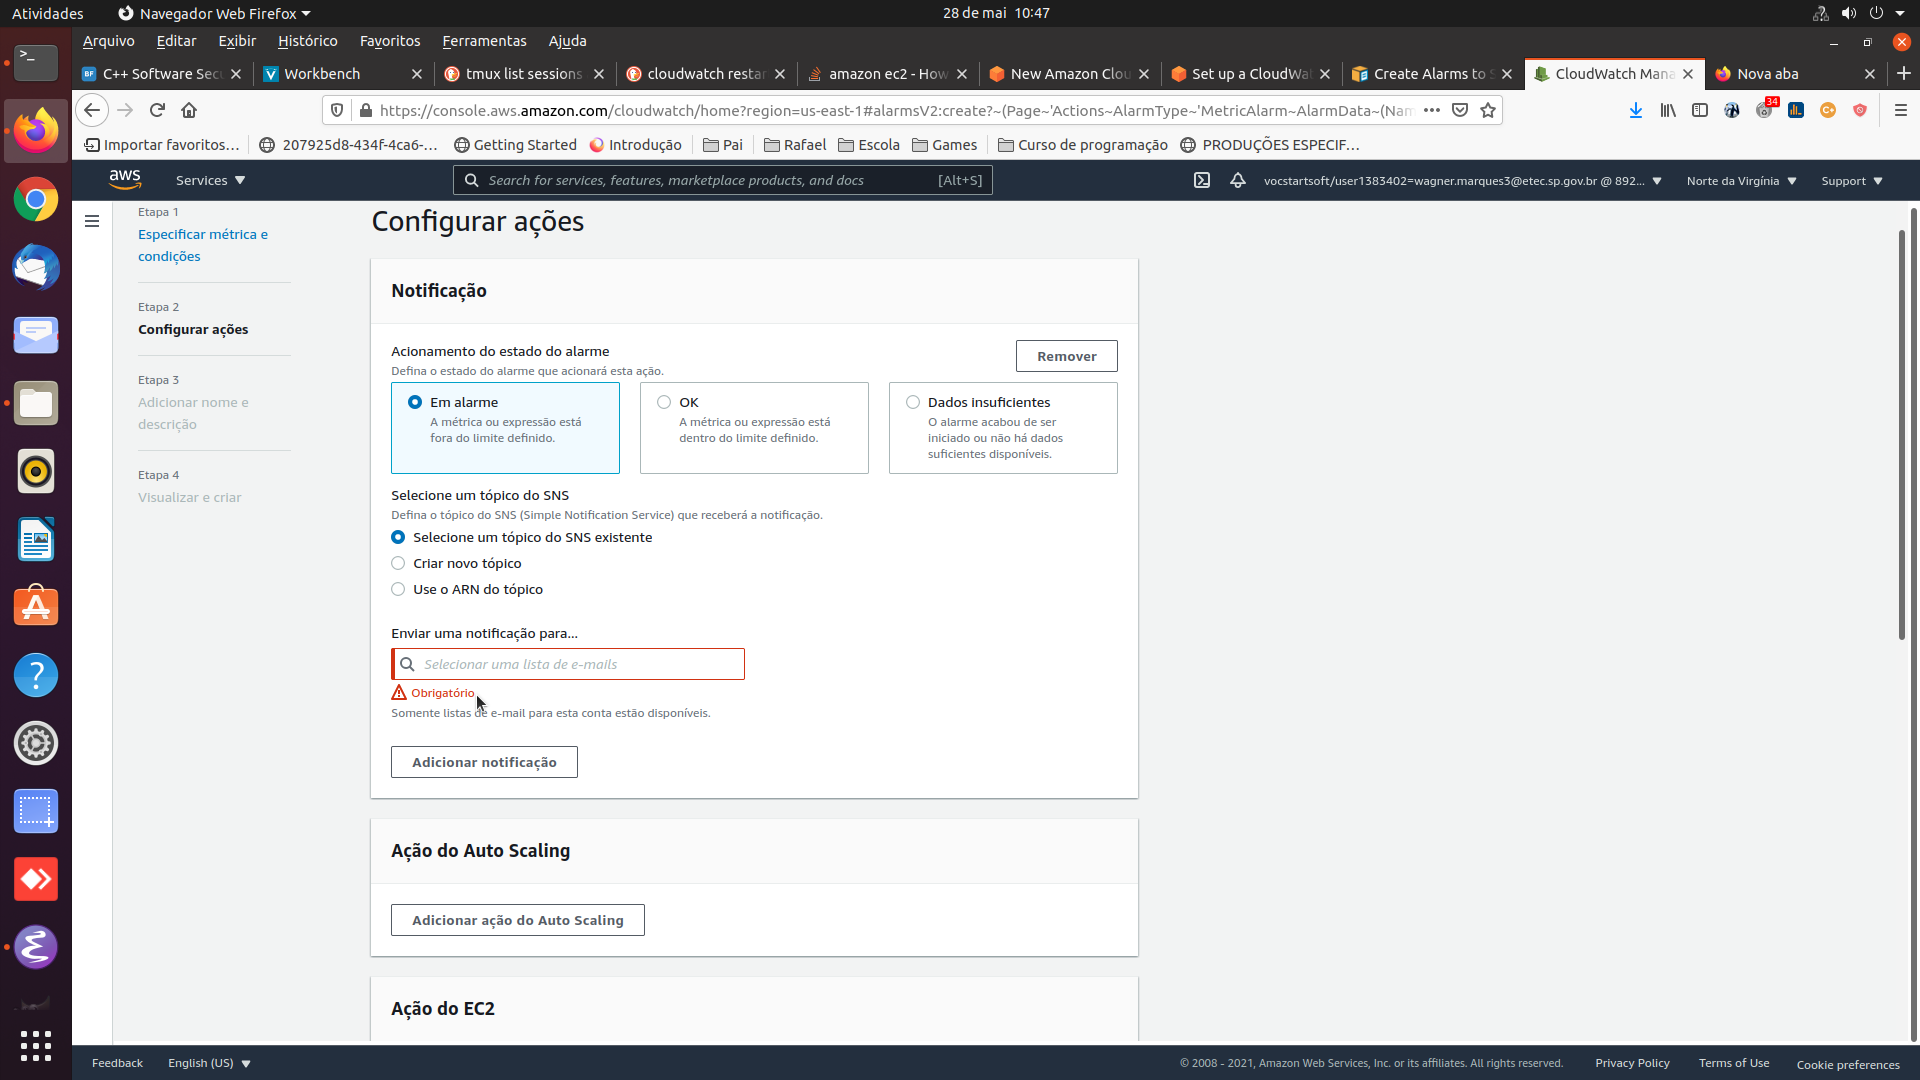 Atividades
Navegador Web Firefox
28 de mai 10:47
Arquivo Editar Exibir Histórico Favoritos Ferramentas Ajuda
C++ Software Sec
Workbench
tmux list sessions
cloudwatch restar
amazon ec2 - How
New Amazon Clou
Set up a CloudWat
Create Alarms to S
CloudWatch Mana
Nova aba
https://console.aws.amazon.com/cloudwatch/home?region=us-east-1#alarmsV2:create?~(Page~'Actions~AlarmType~'MetricAlarm~AlarmData~(Nam
34
Importar favoritos...
207925d8-434f-4ca6-...
Getting Started
Introdução
Pai
Rafael
Escola
Games
Curso de programação
PRODUÇÕES ESPECIF...
aws
Services
Search for services, features, marketplace products, and docs
[Alt+S]
vocstartsoft/user1383402=wagner.marques3@etec.sp.gov.br @ 892...
Norte da Virgínia
Support
Etapa 1
Especificar métrica e
condições
Etapa 2
Configurar ações
Etapa 3
Adicionar nome e
descrição
Etapa 4
Visualizar e criar
Configurar ações
Notificação
Acionamento do estado do alarme
Defina o estado do alarme que acionará esta ação.
Remover
Em alarme
A métrica ou expressão está
fora do limite definido.
OK
A métrica ou expressão está
dentro do limite definido.
Dados insuficientes
O alarme acabou de ser
iniciado ou não há dados
suficientes disponíveis.
Selecione um tópico do SNS
Defina o tópico do SNS (Simple Notification Service) que receberá a notificação.
Selecione um tópico do SNS existente
Criar novo tópico
Use o ARN do tópico
Enviar uma notificação para...
Selecionar uma lista de e-mails
Obrigatório
Somente listas de e-mail para esta conta estão disponíveis.
Adicionar notificação
Ação do Auto Scaling
Adicionar ação do Auto Scaling
Ação do EC2
Feedback
English (US)
© 2008 - 2021, Amazon Web Services, Inc. or its affiliates. All rights reserved.
Privacy Policy
Terms of Use
Cookie preferences